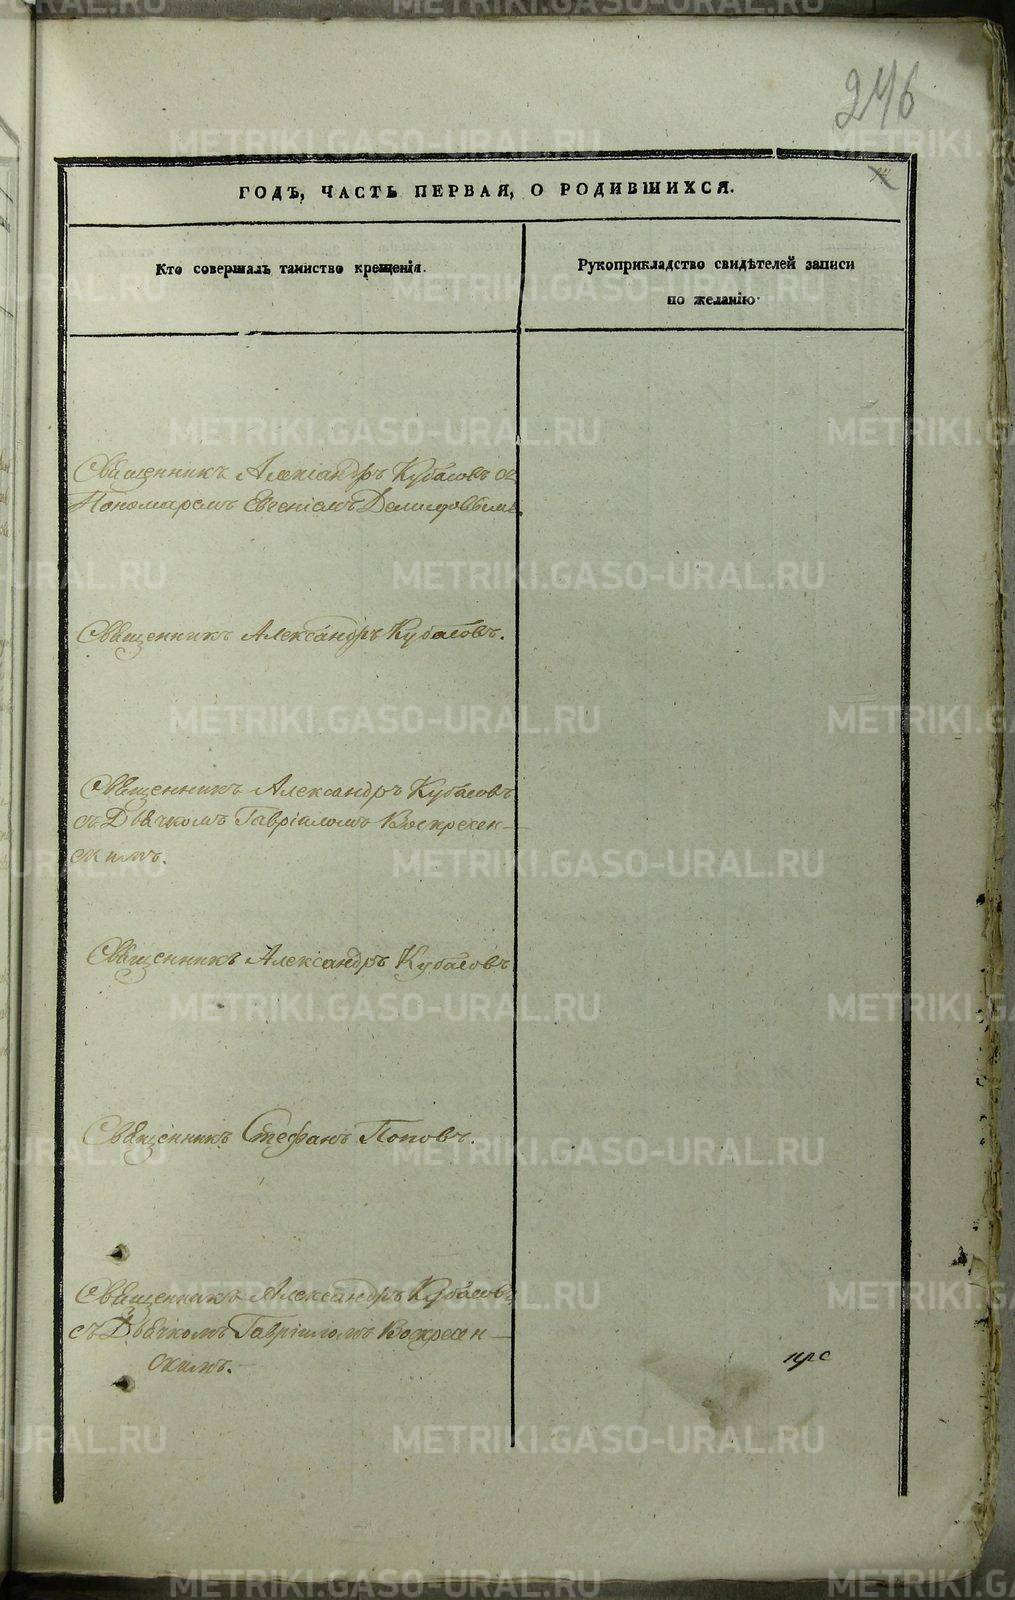 246
ГОДЪ, ЧАСТЬ ПЕРВАЯ, О РОДИВШИХСЯ.
Кто совершалъ таинство крещенія.
Рукоприкладство свидѣтелей записи
по желанію.
Священникъ Александръ Кубасовъ съ
Пономаремъ Евгеніемъ Демидовымъ.
Священникъ Александръ Кубасовъ.
Священникъ Александръ Кубасовъ
съ Дьячкомъ Гавріиломъ Воскресен-
скимъ.
Священникъ Александръ Кубасовъ
Священникъ Стефанъ Поповъ.
Священникъ Александръ Кубасовъ
съ Дьячкомъ Гавріиломъ Воскресен-
скимъ.
METRIKI.GASO-URAL.RU